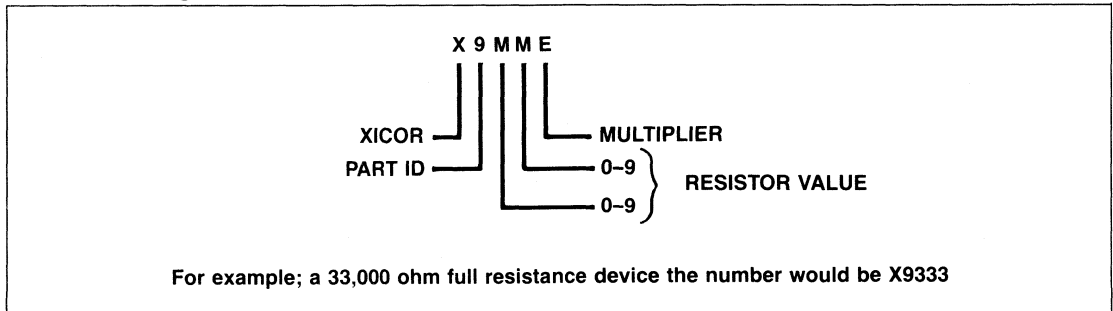 X 9 M M E
XICOR
MULTIPLIER
PART ID
0–9
RESISTOR VALUE
0–9
For example; a 33,000 ohm full resistance device the number would be X9333